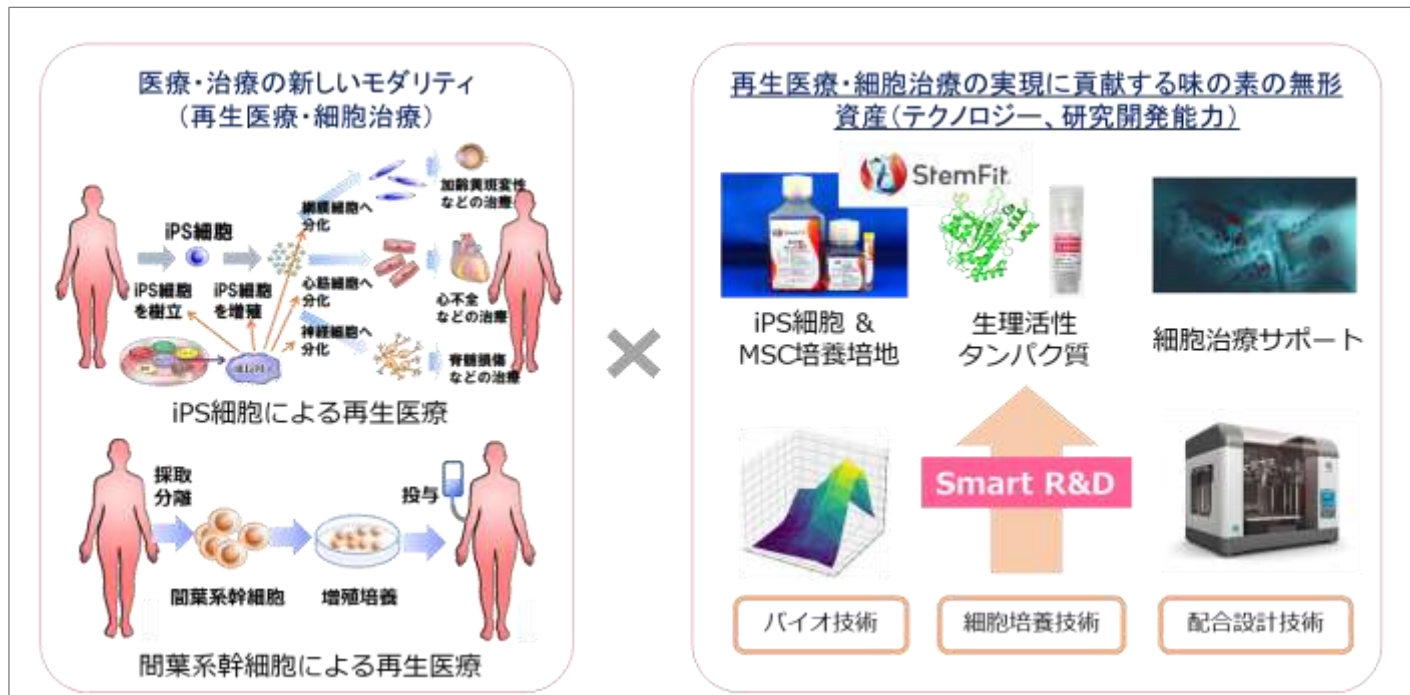 医療・治療の新しいモダリティ
（再生医療・細胞治療）
iPS細胞
iPS細胞
を樹立
iPS細胞
を増殖
網膜細胞へ
分化
加齢黄斑変性
などの治療
心筋細胞へ
分化
心不全
などの治療
神経細胞へ
分化
脊髄損傷
などの治療
iPS細胞による再生医療
採取
分離
投与
間葉系幹細胞
増殖培養
間葉系幹細胞による再生医療
×
再生医療・細胞治療の実現に貢献する味の素の無形
資産（テクノロジー、研究開発能力）
StemFit
iPS細胞 &
MSC培養培地
生理活性
タンパク質
細胞治療サポート
Smart R&D
バイオ技術
細胞培養技術
配合設計技術